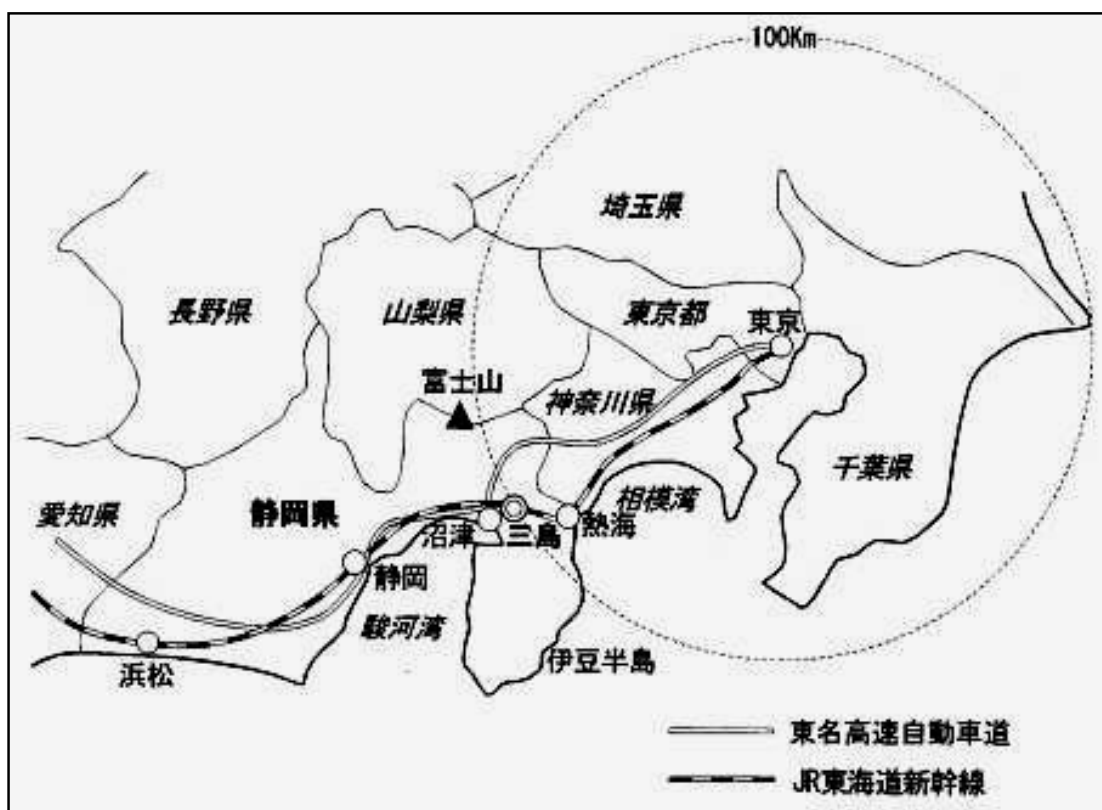 100Km
埼玉県
長野県
山梨県
東京都
東京
富士山
神奈川県
千葉県
愛知県
静岡県
相模湾
沼津
三島
熱海
静岡
駿河湾
伊豆半島
浜松
東名高速自動車道
JR東海道新幹線